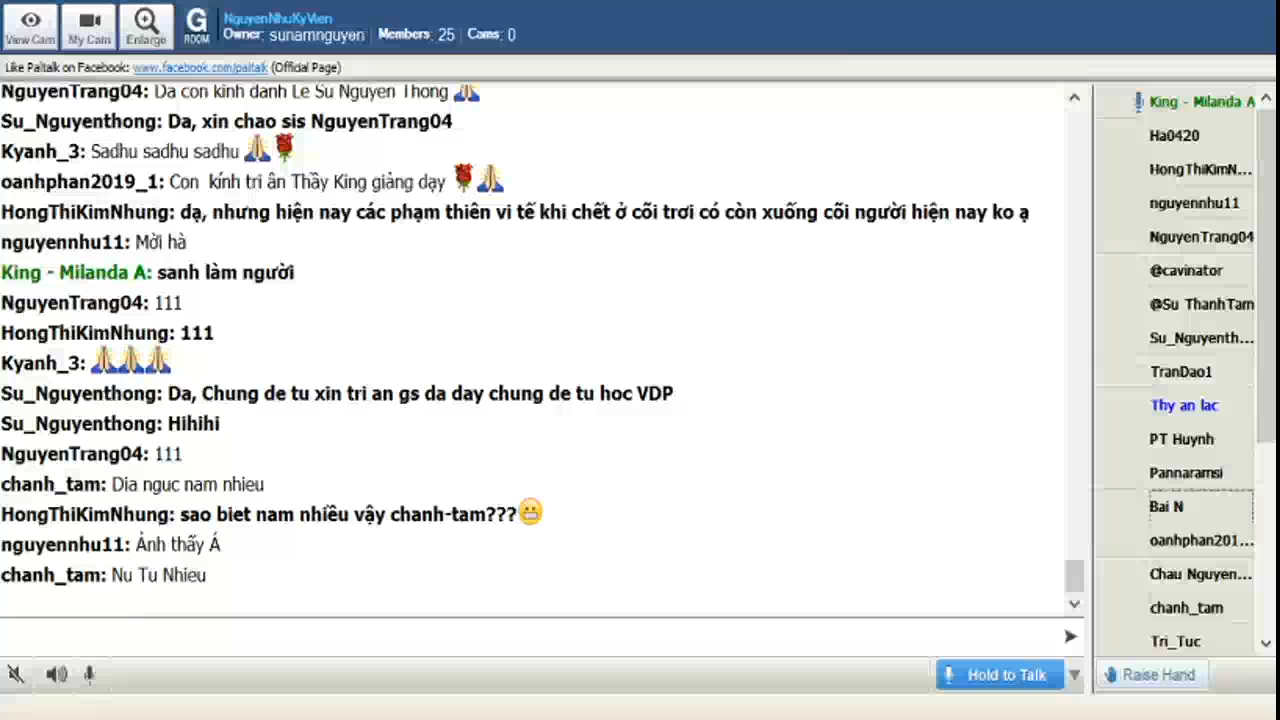 NguyenNhuKyVien
View Cam My Cam Enlarge G ROOM Owner: sunamnguyen Members: 25 Cams: 0
Like Paltalk on Facebook: www.facebook.com/paltalk (Official Page)
NguyenTrang04: Da con kinh danh Le Su Nguyen Thong
Su_Nguyenthong: Da, xin chao sis NguyenTrang04
Kyanh_3: Sadhu sadhu sadhu
oanhphan2019_1: Con kính tri ân Thầy King giảng dạy
HongThiKimNhung: dạ, nhưng hiện nay các phạm thiên vi tế khi chết ở cõi trơi có còn xuống cõi người hiện nay ko ạ
nguyennhu11: Mời hà
King - Milanda A: sanh làm người
NguyenTrang04: 111
HongThiKimNhung: 111
Kyanh_3:
Su_Nguyenthong: Da, Chung de tu xin tri an gs da day chung de tu hoc VDP
Su_Nguyenthong: Hihihi
NguyenTrang04: 111
chanh_tam: Dia nguc nam nhieu
HongThiKimNhung: sao biet nam nhiều vậy chanh-tam???
nguyennhu11: Ảnh thấy Á
chanh_tam: Nu Tu Nhieu
King - Milanda A
Ha0420
HongThiKimN...
nguyennhu11
NguyenTrang04
@cavinator
@Su ThanhTam
Su_Nguyenth...
TranDao1
Thy an lac
PT Huynh
Pannaramsi
Bai N
oanhphan201...
Chau Nguyen...
chanh_tam
Tri_Tuc
Hold to Talk
Raise Hand